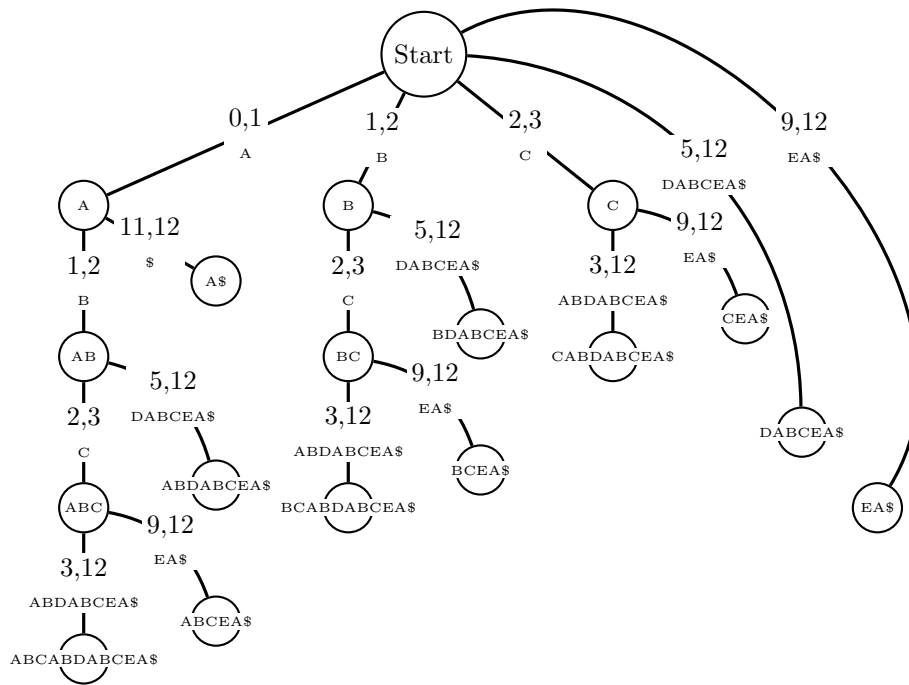 Start
0,1
A
1,2
B
2,3
C
5,12
DABCEA$
9,12
EA$
A
11,12
$
A$
1,2
B
B
5,12
DABCEA$
BDABCEA$
2,3
C
C
9,12
EA$
CEA$
3,12
ABDABCEA$
CABDABCEA$
AB
5,12
DABCEA$
ABDABCEA$
2,3
C
BC
9,12
EA$
BCEA$
3,12
ABDABCEA$
BCABDABCEA$
DABCEA$
EA$
ABC
9,12
EA$
ABCEA$
3,12
ABDABCEA$
ABCABDABCEA$